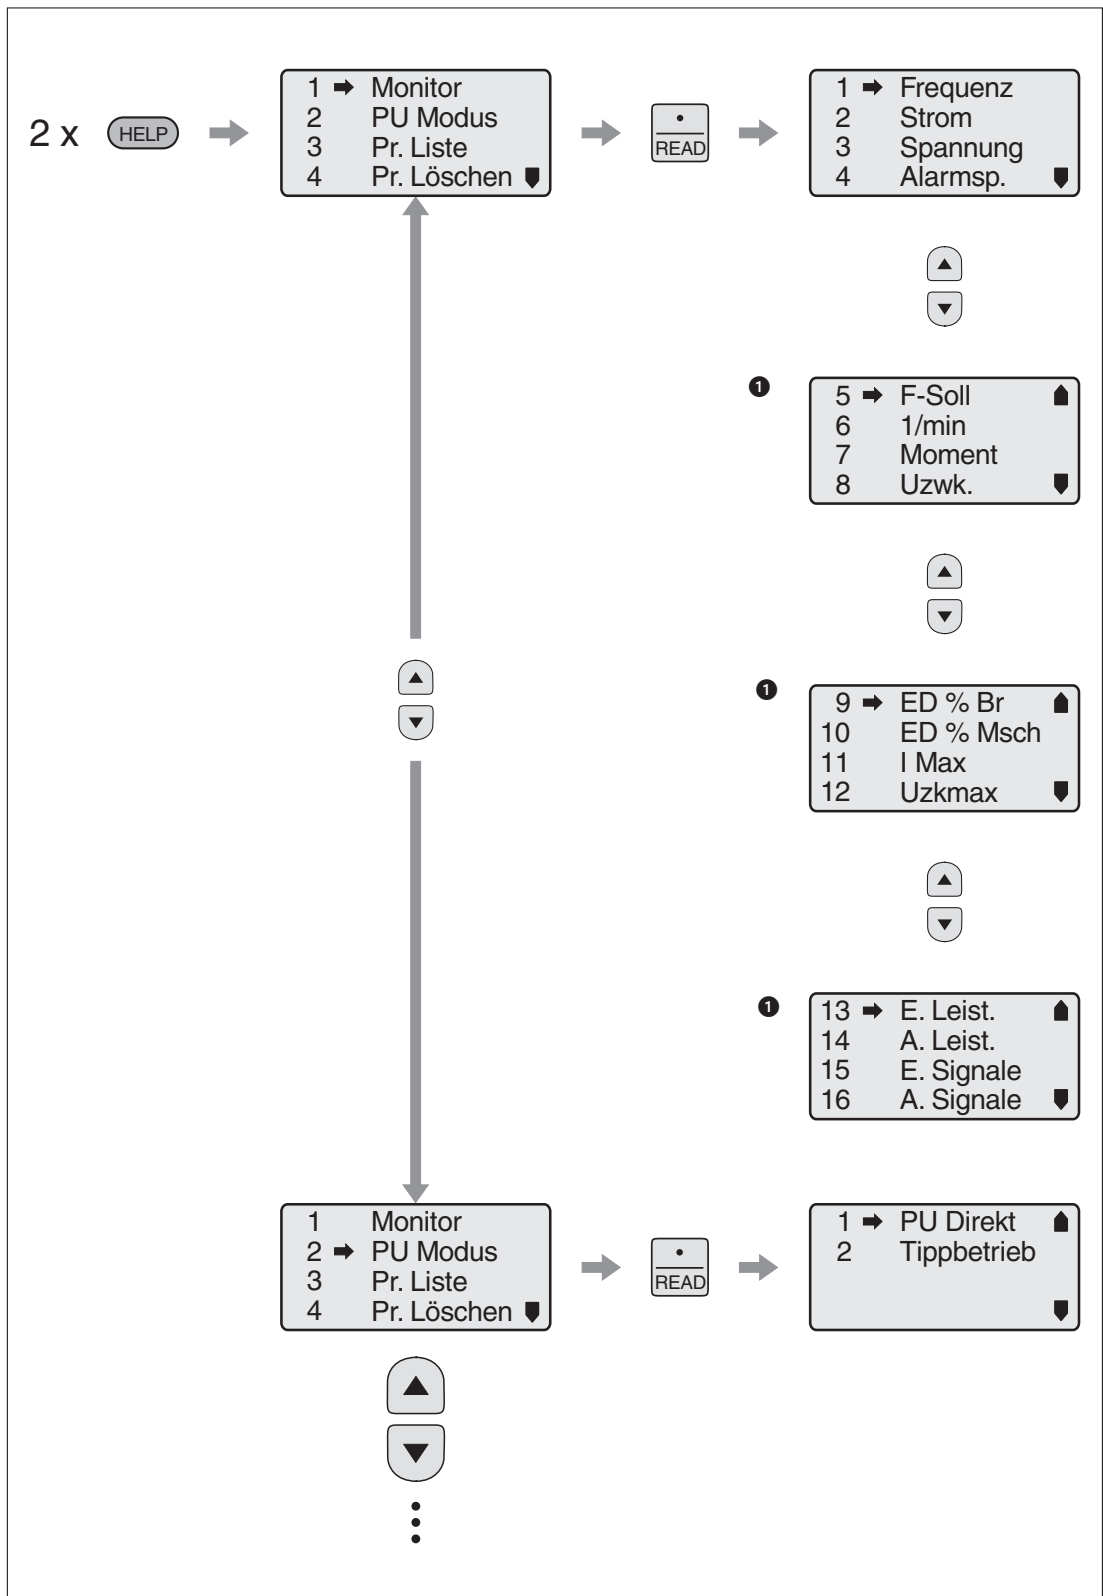 2 x HELP
1 ➡ Monitor
2 PU Modus
3 Pr. Liste
4 Pr. Löschen
READ
1 ➡ Frequenz
2 Strom
3 Spannung
4 Alarmsp.
❶
5 ➡ F-Soll
6 1/min
7 Moment
8 Uzwk.
❶
9 ➡ ED % Br
10 ED % Msch
11 I Max
12 Uzkmax
❶
13 ➡ E. Leist.
14 A. Leist.
15 E. Signale
16 A. Signale
1 Monitor
2 ➡ PU Modus
3 Pr. Liste
4 Pr. Löschen
READ
1 ➡ PU Direkt
2 Tippbetrieb